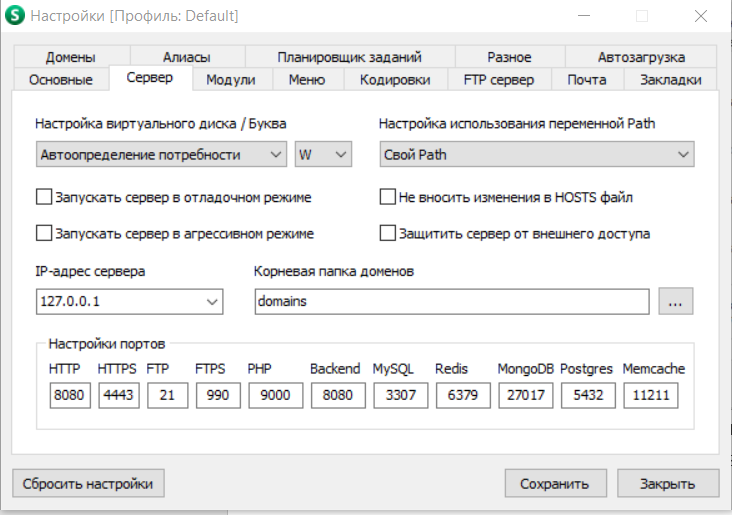 S Настройки [Профиль: Default]
Домены Алиасы Планировщик заданий Разное Автозагрузка
Основные Сервер Модули Меню Кодировки FTP сервер Почта Закладки
Настройка виртуального диска / Буква Настройка использования переменной Path
Автоопределение потребности W Свой Path
Запускать сервер в отладочном режиме Не вносить изменения в HOSTS файл
Запускать сервер в агрессивном режиме Защитить сервер от внешнего доступа
IP-адрес сервера Корневая папка доменов
127.0.0.1 domains ...
Настройки портов
HTTP HTTPS FTP FTPS PHP Backend MySQL Redis MongoDB Postgres Memcache
8080 4443 21 990 9000 8080 3307 6379 27017 5432 11211
Сбросить настройки Сохранить Закрыть